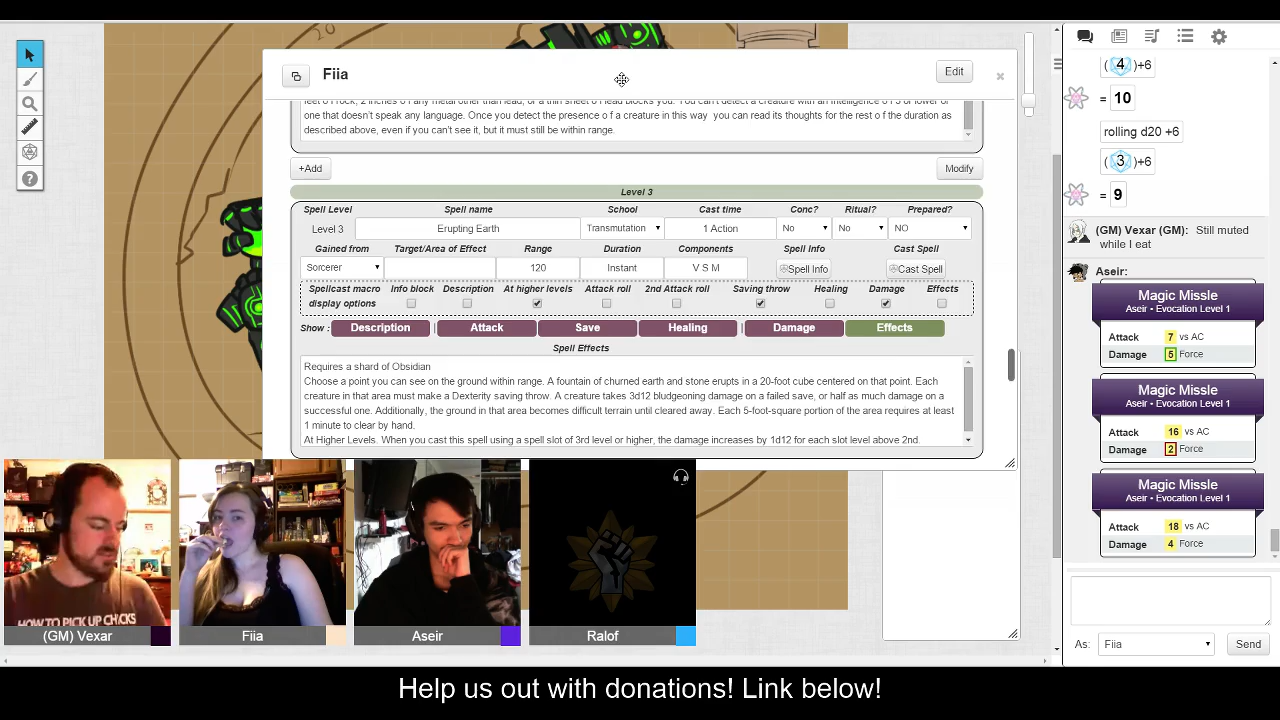 20
Fiia
Edit
feet of rock, 2 inches of any metal other than lead, or a thin sheet of lead blocks you. You can't detect a creature with an Intelligence of 3 or lower or
one that doesn't speak any language. Once you detect the presence o f a creature in this way you can read its thoughts for the rest o f the duration as
described above, even if you can't see it, but it must still be within range.
+Add
Modify
Level 3
Spell Level Spell name School Cast time Conc? Ritual? Prepared?
Level 3 Erupting Earth Transmutation 1 Action No No NO
Gained from Target/Area of Effect Range Duration Components Spell Info Cast Spell
Sorcerer 120 Instant V S M Spell Info Cast Spell
Spellcast macro Info block Description At higher levels Attack roll 2nd Attack roll Saving throw Healing Damage Effects
display options
Show : Description | Attack Save Healing | Damage Effects
Spell Effects
Requires a shard of Obsidian
Choose a point you can see on the ground within range. A fountain of churned earth and stone erupts in a 20-foot cube centered on that point. Each
creature in that area must make a Dexterity saving throw. A creature takes 3d12 bludgeoning damage on a failed save, or half as much damage on a
successful one. Additionally, the ground in that area becomes difficult terrain until cleared away. Each 5-foot-square portion of the area requires at least
1 minute to clear by hand.
At Higher Levels. When you cast this spell using a spell slot of 3rd level or higher, the damage increases by 1d12 for each slot level above 2nd.
HOW TO PICK UP CHICKS
(GM) Vexar
Fiia
Aseir
Ralof
(4)+6
= 10
rolling d20 +6
(3)+6
= 9
(GM) Vexar (GM): Still muted
while I eat
Aseir:
Magic Missle
Aseir - Evocation Level 1
Attack 7 vs AC
Damage 5 Force
Magic Missle
Aseir - Evocation Level 1
Attack 16 vs AC
Damage 2 Force
Magic Missle
Aseir - Evocation Level 1
Attack 18 vs AC
Damage 4 Force
As: Fiia Send
Help us out with donations! Link below!